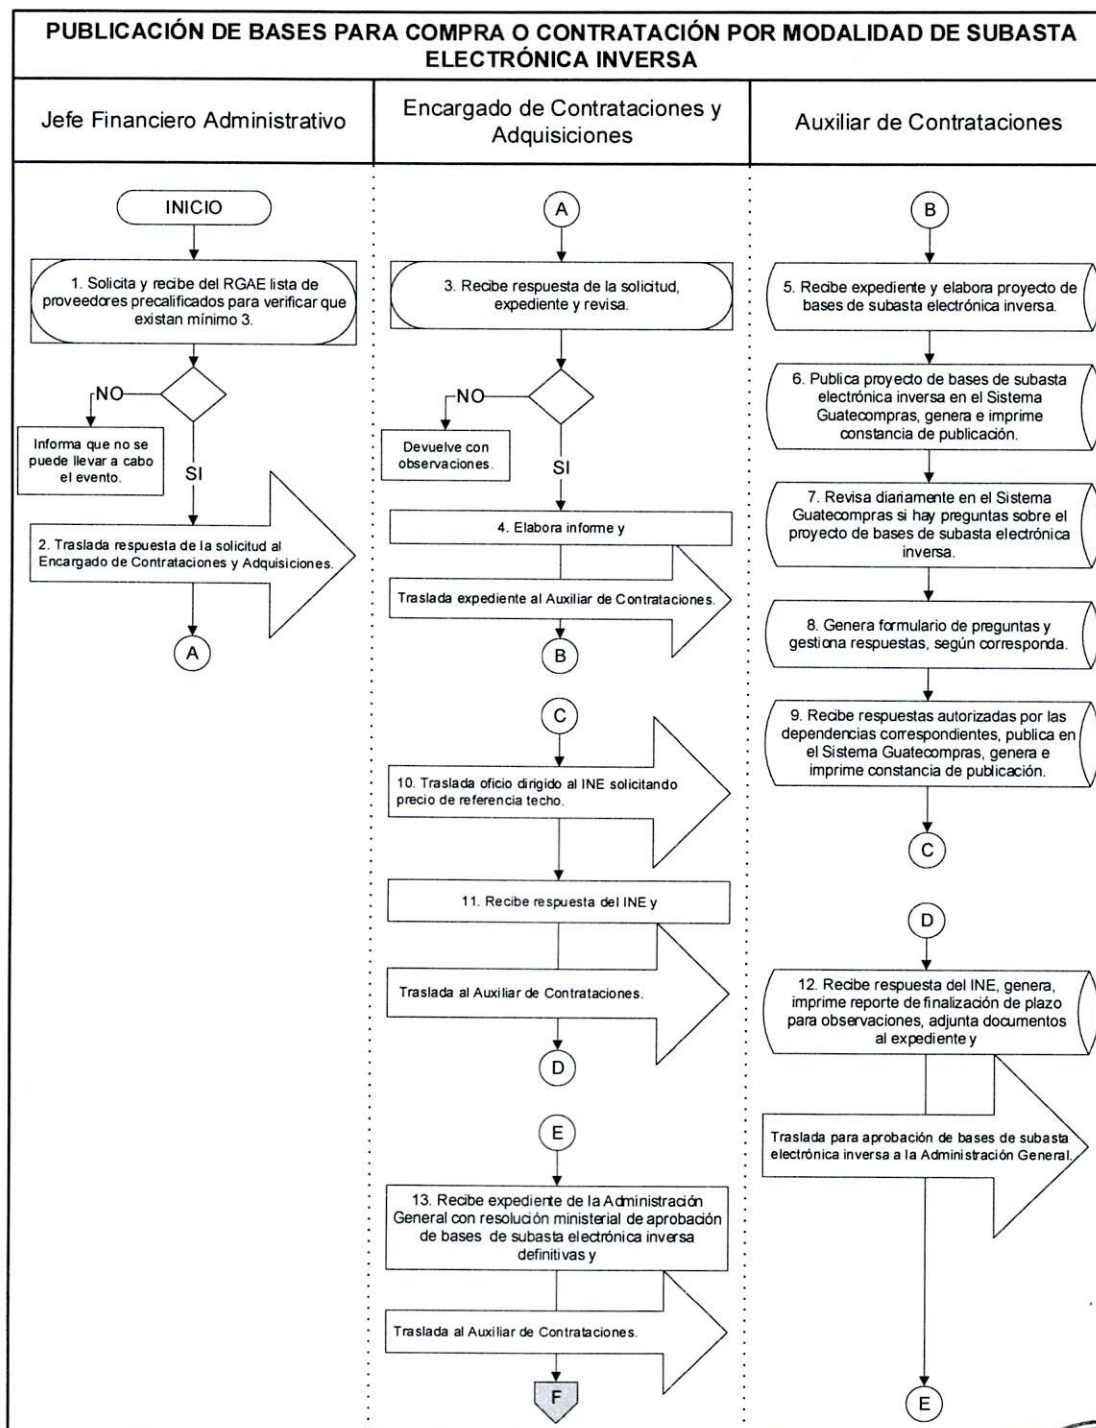 PUBLICACIÓN DE BASES PARA COMPRA O CONTRATACIÓN POR MODALIDAD DE SUBASTA
ELECTRÓNICA INVERSA
Jefe Financiero Administrativo
Encargado de Contrataciones y
Adquisiciones
Auxiliar de Contrataciones
INICIO
1. Solicita y recibe del RGAE lista de
proveedores precalificados para verificar que
existan mínimo 3.
NO
Informa que no se
puede llevar a cabo
el evento.
SI
2. Traslada respuesta de la solicitud al
Encargado de Contrataciones y Adquisiciones.
A
A
3. Recibe respuesta de la solicitud,
expediente y revisa.
NO
Devuelve con
observaciones.
SI
4. Elabora informe y
Traslada expediente al Auxiliar de Contrataciones.
B
C
10. Traslada oficio dirigido al INE solicitando
precio de referencia techo.
11. Recibe respuesta del INE y
Traslada al Auxiliar de Contrataciones.
D
E
13. Recibe expediente de la Administración
General con resolución ministerial de aprobación
de bases de subasta electrónica inversa
definitivas y
Traslada al Auxiliar de Contrataciones.
F
B
5. Recibe expediente y elabora proyecto de
bases de subasta electrónica inversa.
6. Publica proyecto de bases de subasta
electrónica inversa en el Sistema
Guatecompras, genera e imprime
constancia de publicación.
7. Revisa diariamente en el Sistema
Guatecompras si hay preguntas sobre el
proyecto de bases de subasta electrónica
inversa.
8. Genera formulario de preguntas y
gestiona respuestas, según corresponda.
9. Recibe respuestas autorizadas por las
dependencias correspondientes, publica en
el Sistema Guatecompras, genera e
imprime constancia de publicación.
C
D
12. Recibe respuesta del INE, genera,
imprime reporte de finalización de plazo
para observaciones, adjunta documentos
al expediente y
Traslada para aprobación de bases de subasta
electrónica inversa a la Administración General.
E